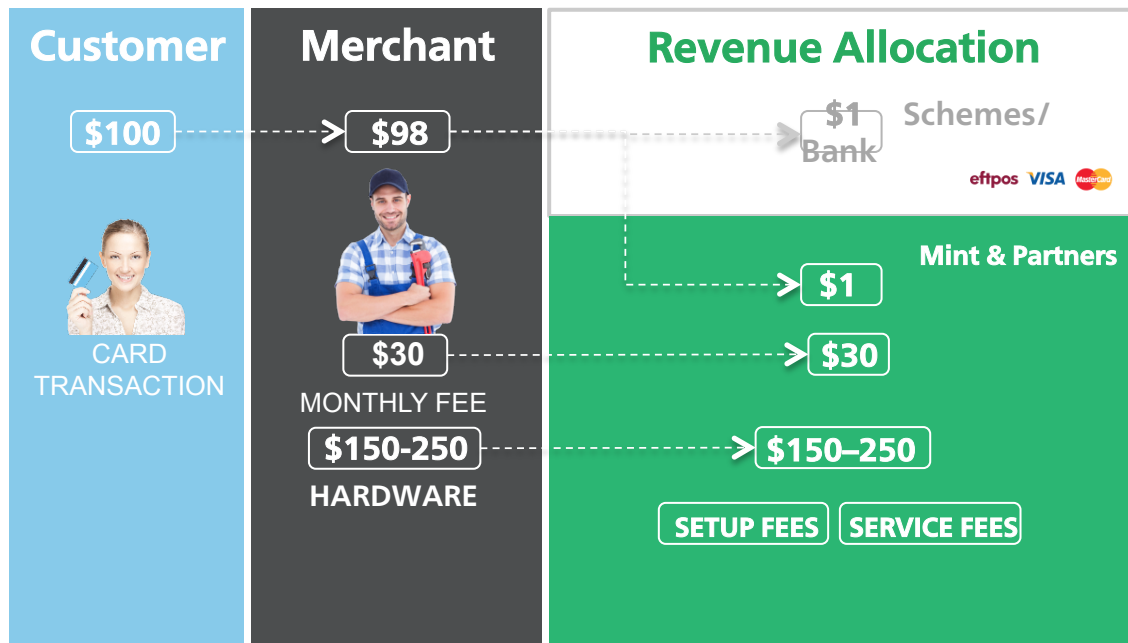 Customer
Merchant
Revenue Allocation
$100
$98
$1 Schemes/
Bank
eftpos VISA MasterCard
Mint & Partners
$1
CARD
TRANSACTION
$30
$30
MONTHLY FEE
$150-250
$150–250
HARDWARE
SETUP FEES
SERVICE FEES